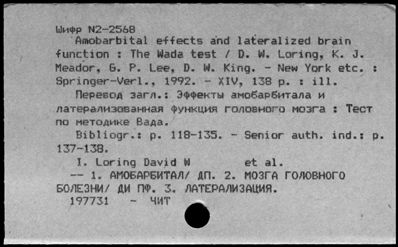 Шифр N2-2568
Amobarbital effects and lateralized brain
function : The Wada test / D. W. Loring, K. J.
Meador, G. P. Lee, D. W. King. - New York etc. :
Springer-Verl., 1992. - XIV, 138 p. : ill.
Перевод загл.: Эффекты амобарбитала и
латерализованная функция головного мозга : Тест
по методике Вада.
Bibliogr.: p. 118-135. - Senior auth. ind.: p.
137-138.
I. Loring David W et al.
-- 1. АМОБАРБИТАЛ/ ДП. 2. МОЗГА ГОЛОВНОГО
БОЛЕЗНИ/ ДИ ПФ. 3. ЛАТЕРАЛИЗАЦИЯ.
197731 - ЧИТ